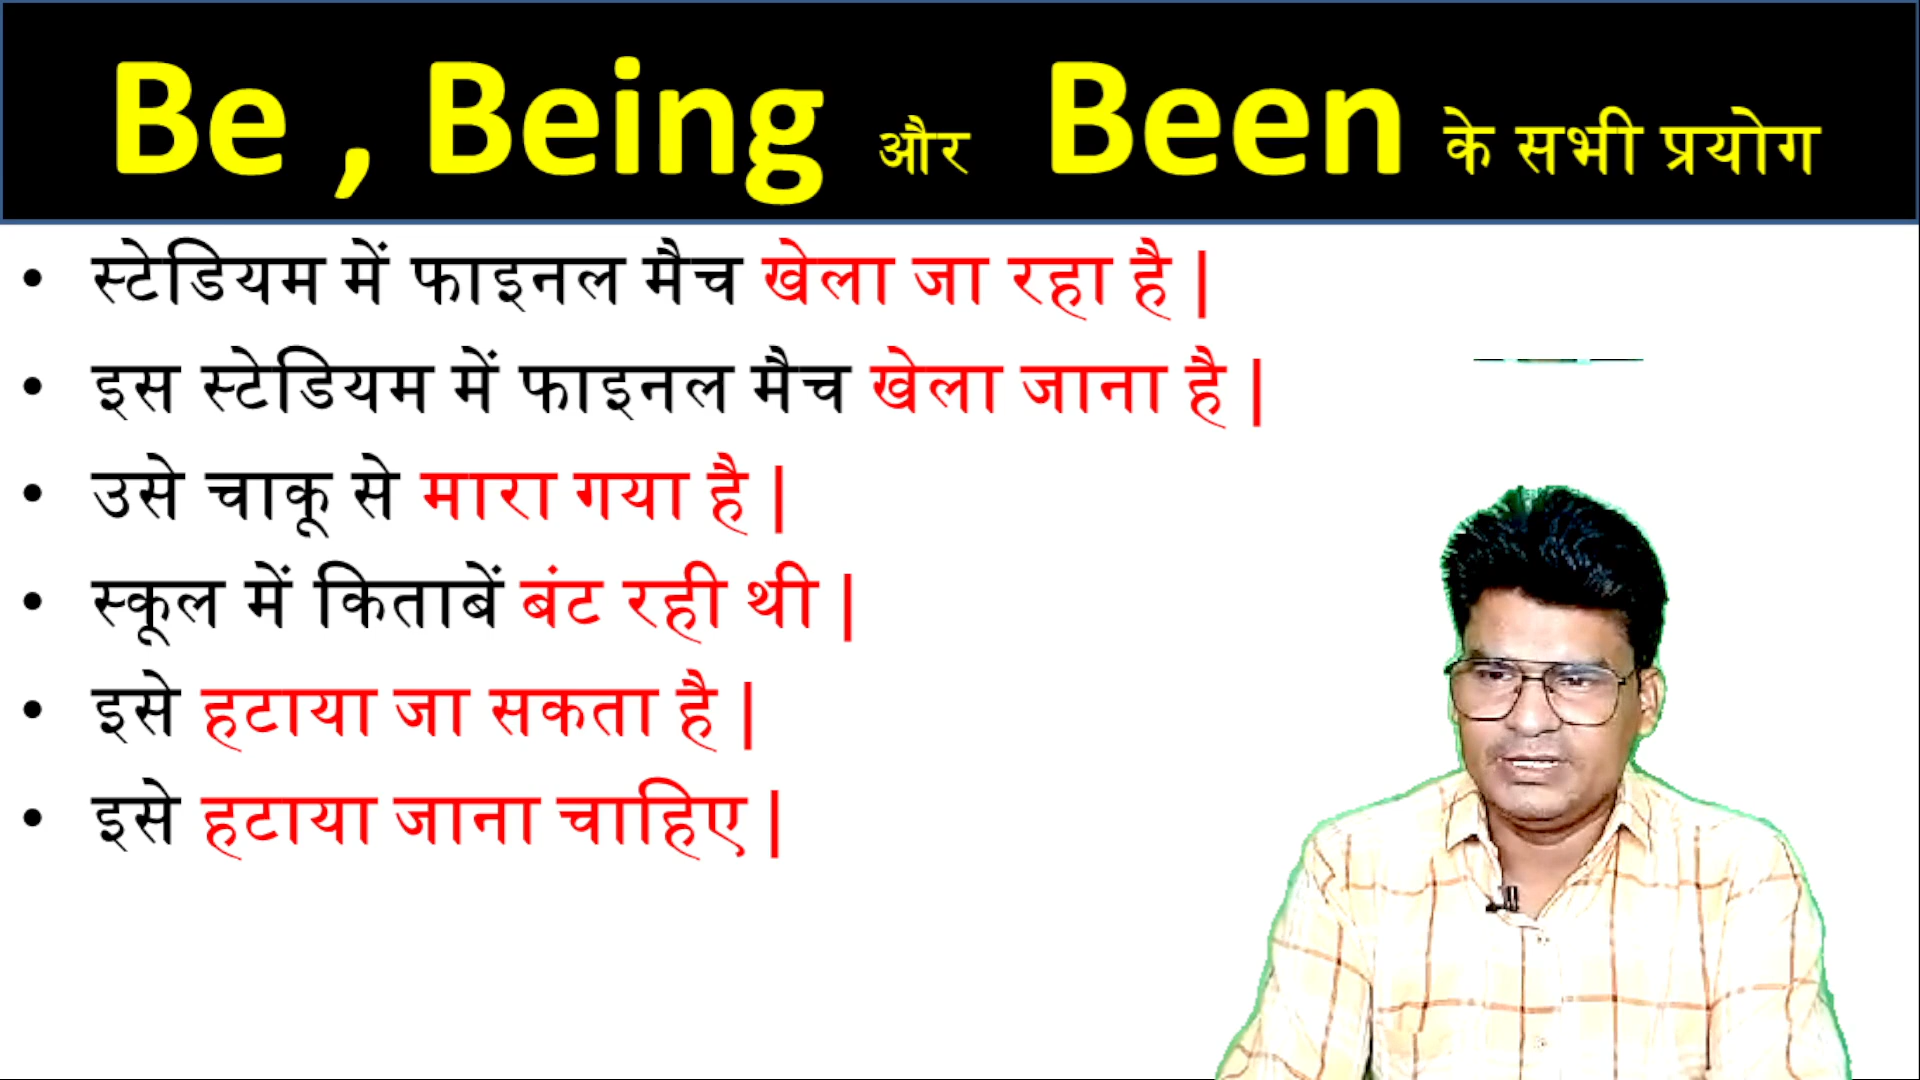 Be , Being और Been के सभी प्रयोग
• स्टेडियम में फाइनल मैच खेला जा रहा है |
• इस स्टेडियम में फाइनल मैच खेला जाना है |
• उसे चाकू से मारा गया है |
• स्कूल में किताबें बंट रही थी |
• इसे हटाया जा सकता है |
• इसे हटाया जाना चाहिए |